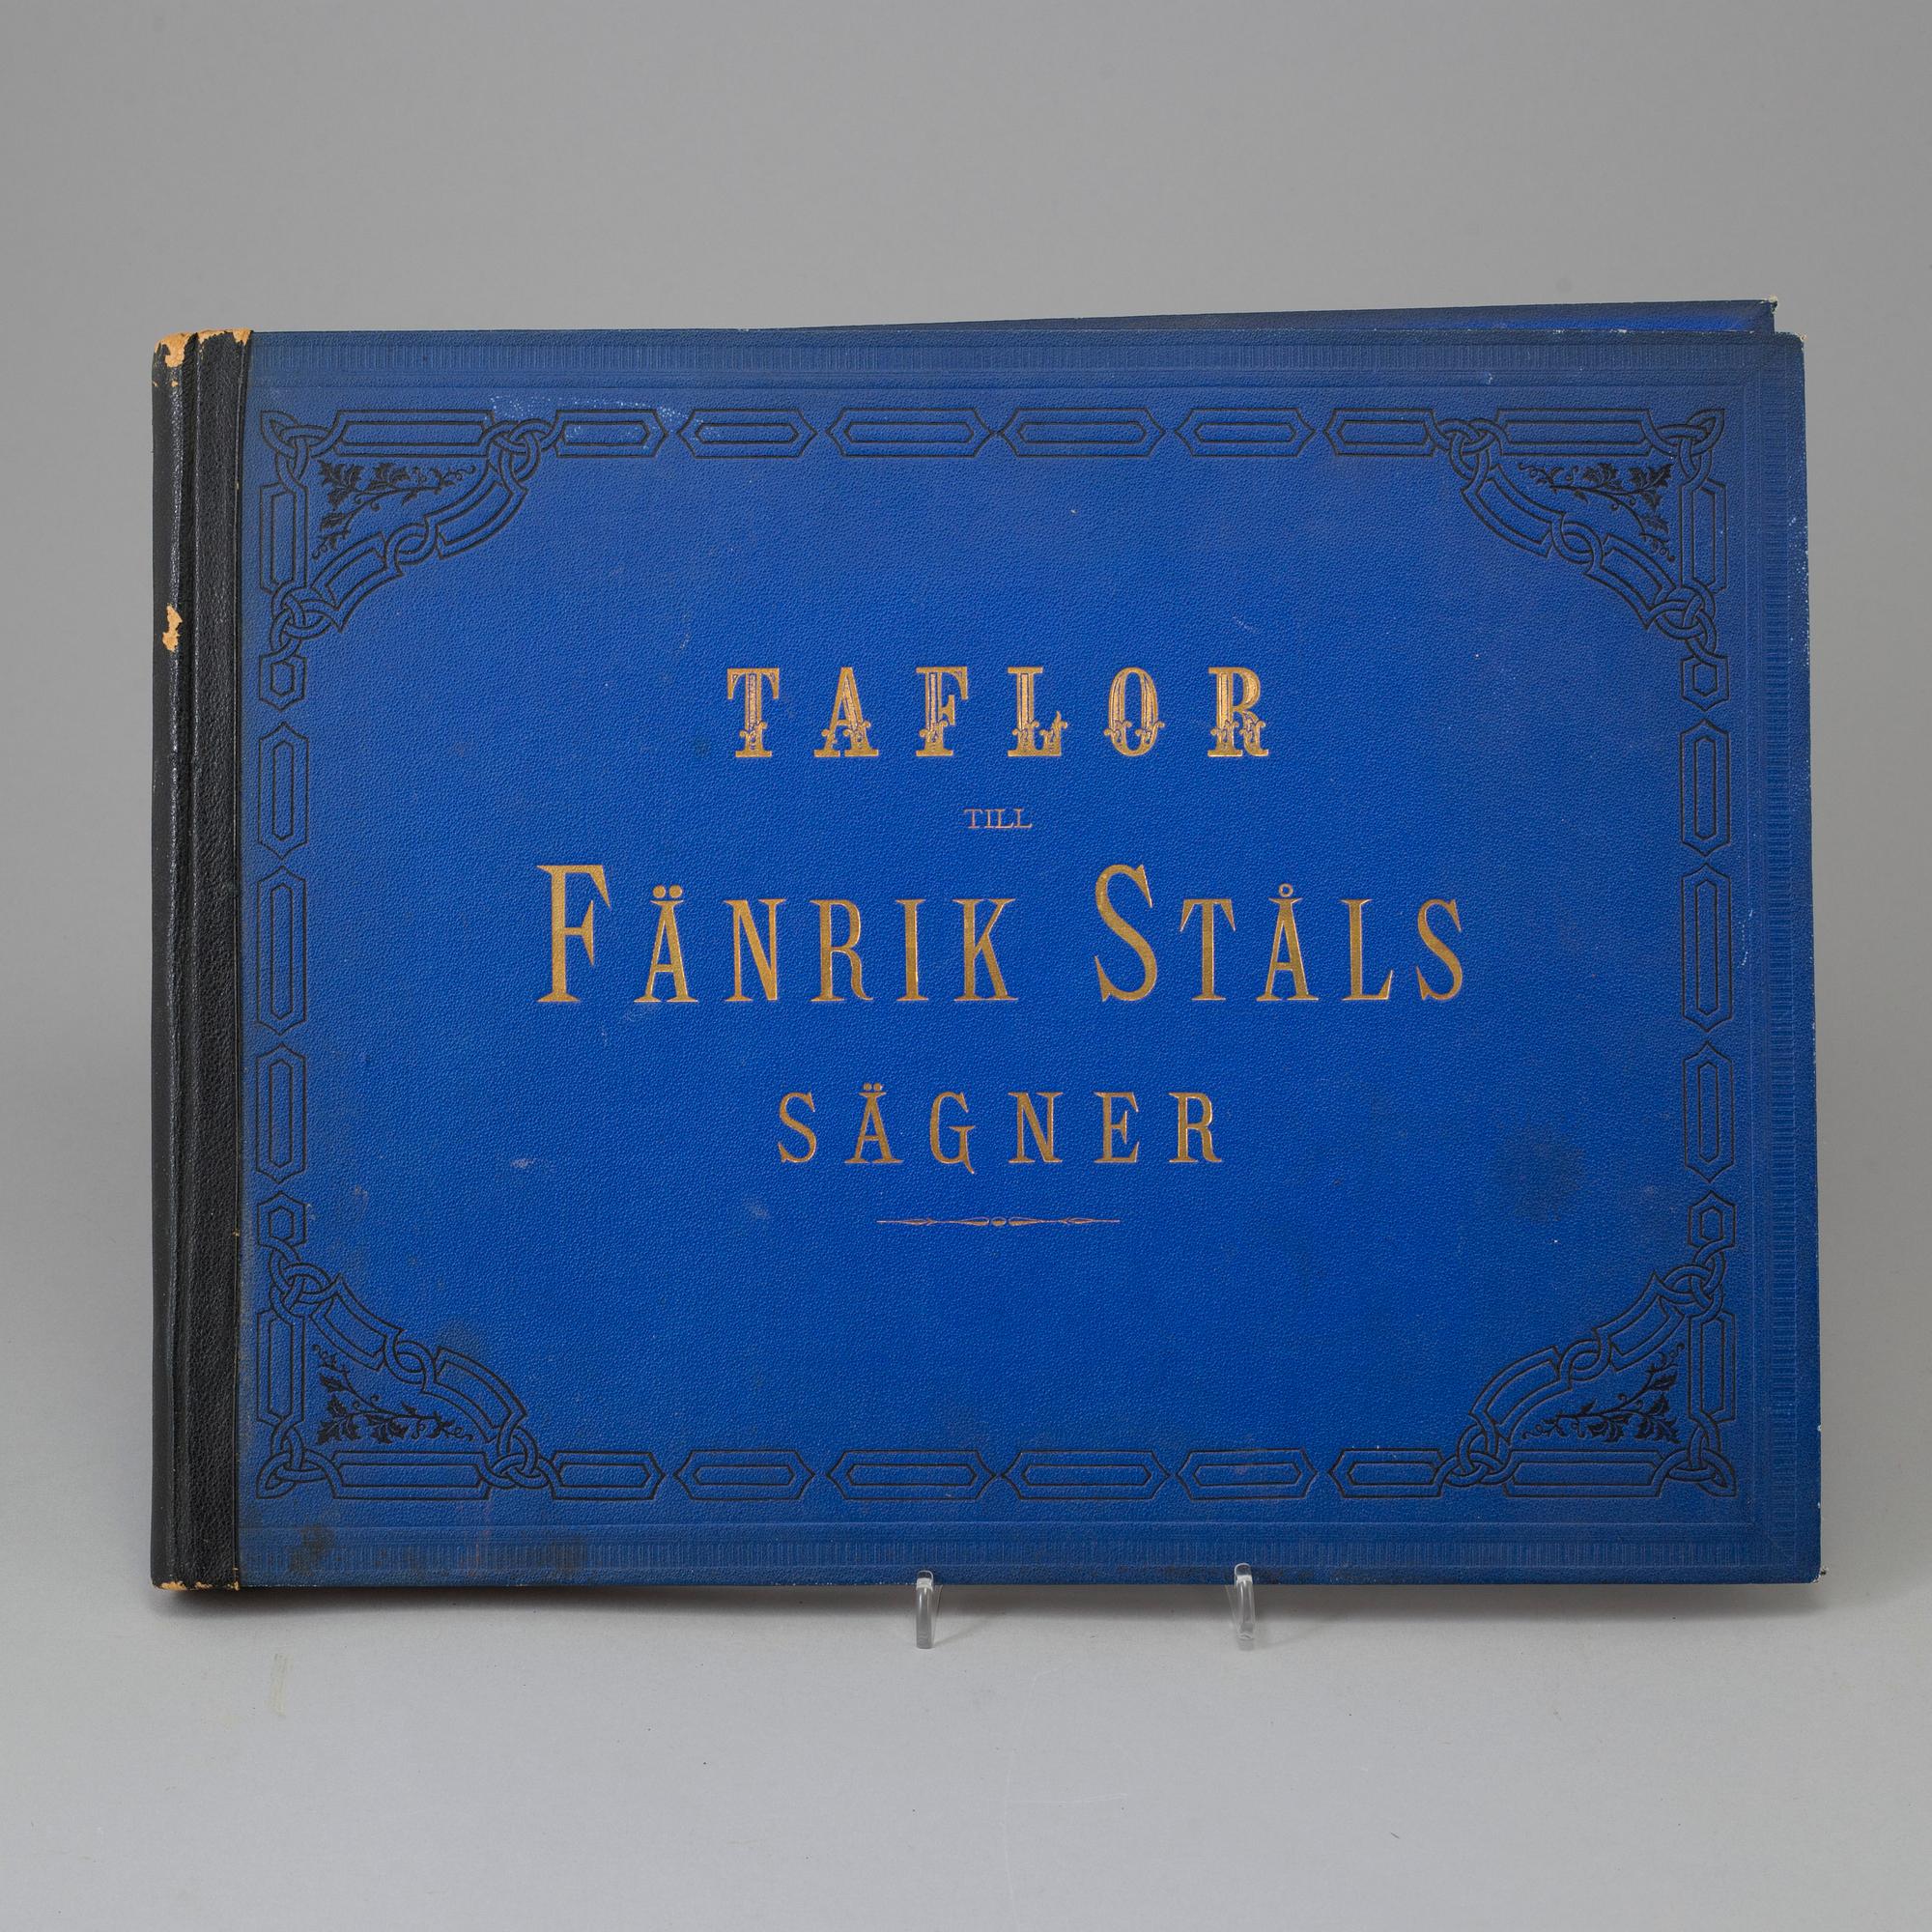 TAFLOR
TILL
FÄNRIK STÅLS
SÄGNER